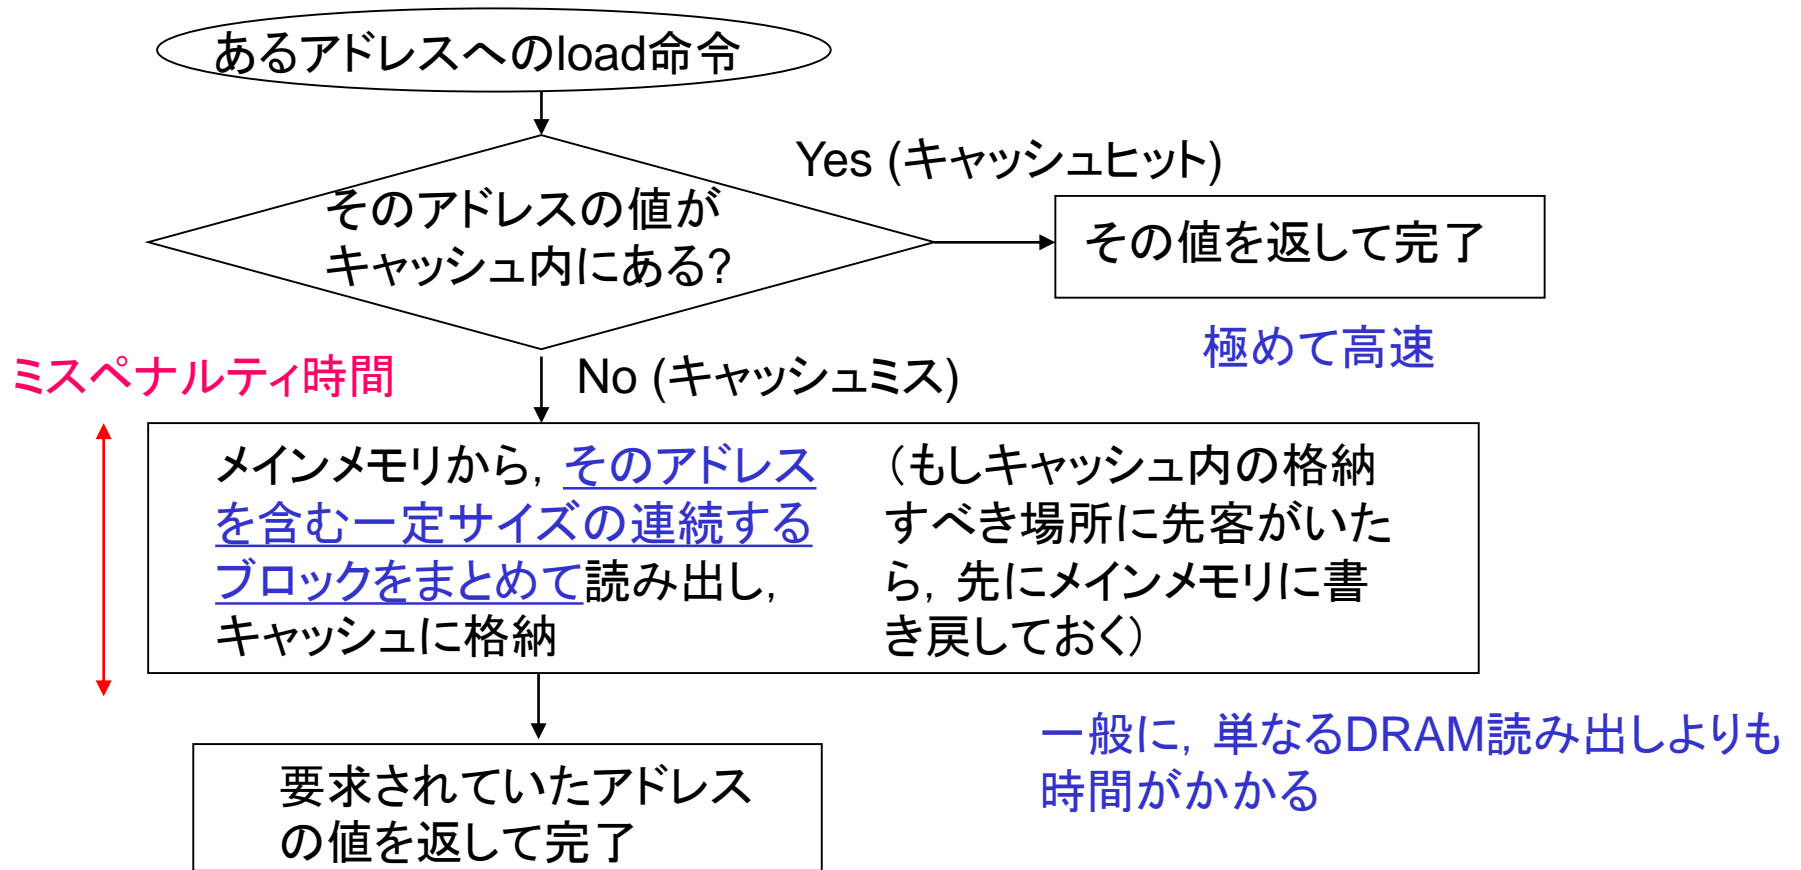 あるアドレスへのload命令
そのアドレスの値が
キャッシュ内にある?
Yes (キャッシュヒット)
その値を返して完了
極めて高速
ミスペナルティ時間
No (キャッシュミス)
メインメモリから，そのアドレス
を含む一定サイズの連続する
ブロックをまとめて読み出し，
キャッシュに格納
（もしキャッシュ内の格納
すべき場所に先客がいた
ら，先にメインメモリに書
き戻しておく）
一般に，単なるDRAM読み出しよりも
時間がかかる
要求されていたアドレス
の値を返して完了